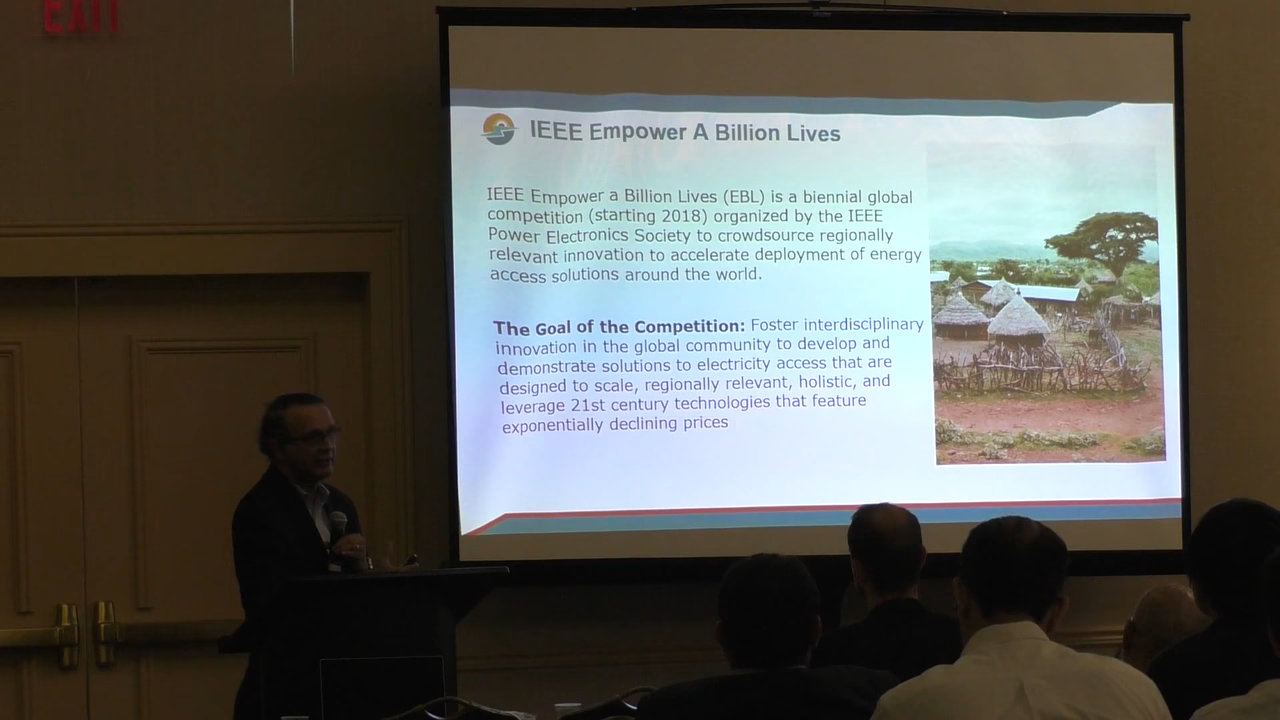 EXIT
IEEE Empower A Billion Lives
IEEE Empower a Billion Lives (EBL) is a biennial global
competition (starting 2018) organized by the IEEE
Power Electronics Society to crowdsource regionally
relevant innovation to accelerate deployment of energy
access solutions around the world.
The Goal of the Competition: Foster interdisciplinary
innovation in the global community to develop and
demonstrate solutions to electricity access that are
designed to scale, regionally relevant, holistic, and
leverage 21st century technologies that feature
exponentially declining prices